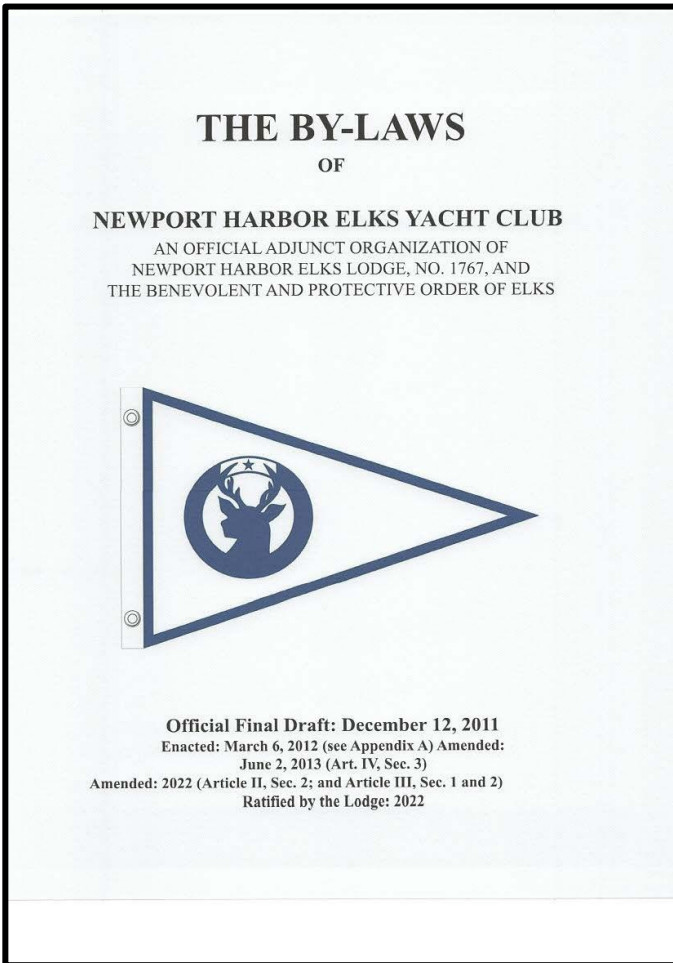 THE BY-LAWS
OF
NEWPORT HARBOR ELKS YACHT CLUB
AN OFFICIAL ADJUNCT ORGANIZATION OF
NEWPORT HARBOR ELKS LODGE, NO. 1767, AND
THE BENEVOLENT AND PROTECTIVE ORDER OF ELKS
Official Final Draft: December 12, 2011
Enacted: March 6, 2012 (see Appendix A) Amended:
June 2, 2013 (Art. IV, Sec. 3)
Amended: 2022 (Article II, Sec. 2; and Article III, Sec. 1 and 2)
Ratified by the Lodge: 2022